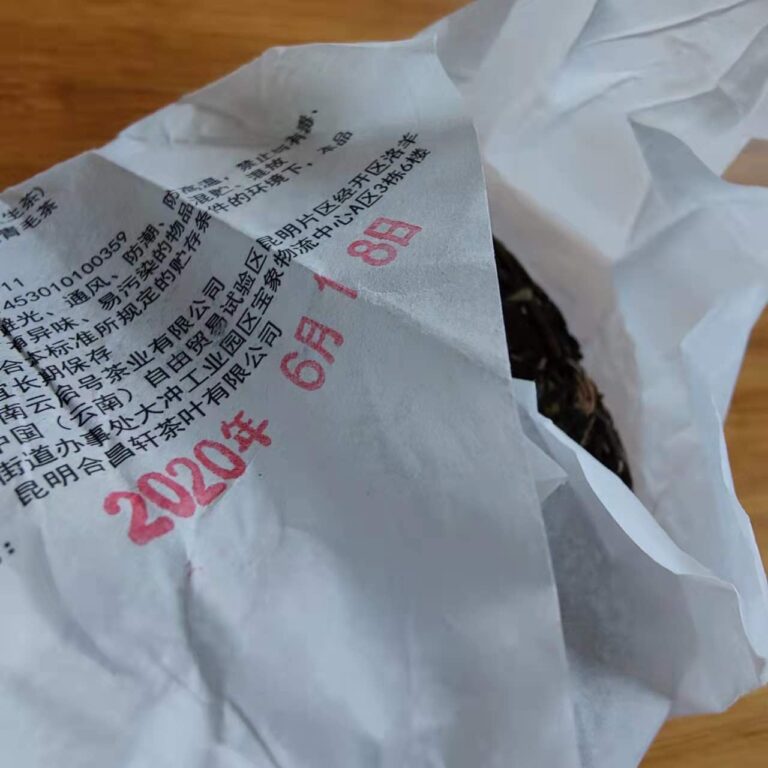 生茶)
青毛茶
11
453010100359
避光、通风、防潮、防高温，禁止与有毒、
有异味、易污染的物品混贮、混放
合本标准所规定的贮存条件的环境下，本品
宜长期保存
南云合号茶业有限公司
中国（云南）自由贸易试验区昆明片区经开区洛羊
街道办事处大冲工业园区宝象物流中心A区3栋6楼
昆明合昌轩茶叶有限公司
2020年 6月 1 8日